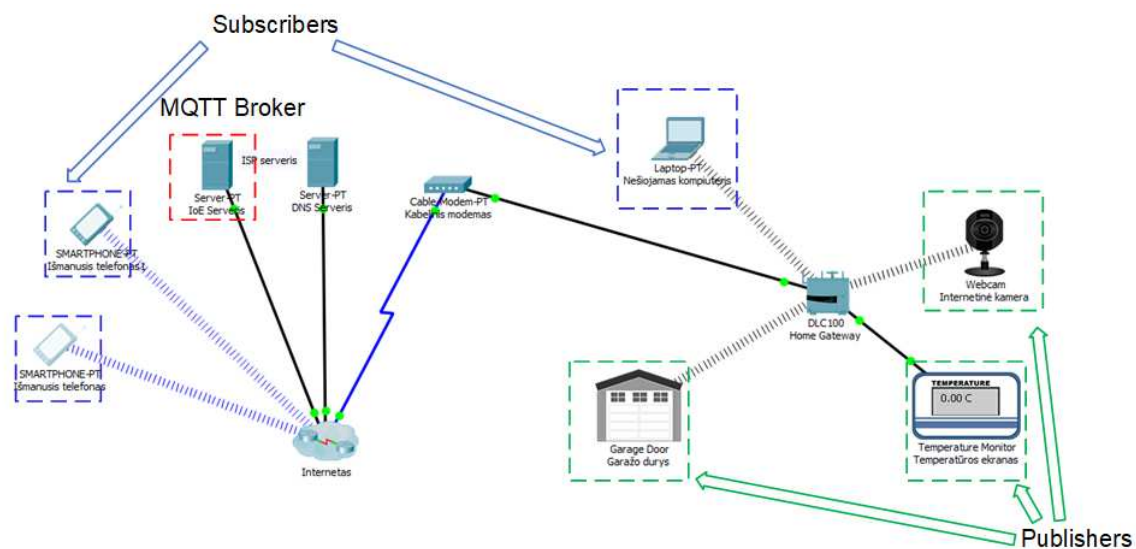 Subscribers
MQTT Broker
ISP serveris
Server-PT
IoE Serveris
Server-PT
DNS Serveris
Cable-Modem-PT
Kabelinis modemas
Laptop-PT
Nešiojamas kompiuteris
SMARTPHONE-PT
Išmanusis telefonas1
SMARTPHONE-PT
Išmanusis telefonas
Internetas
Webcam
Internetinė kamera
DLC100
Home Gateway
Garage Door
Garažo durys
TEMPERATURE
0.00 C
Temperature Monitor
Temperatūros ekranas
Publishers